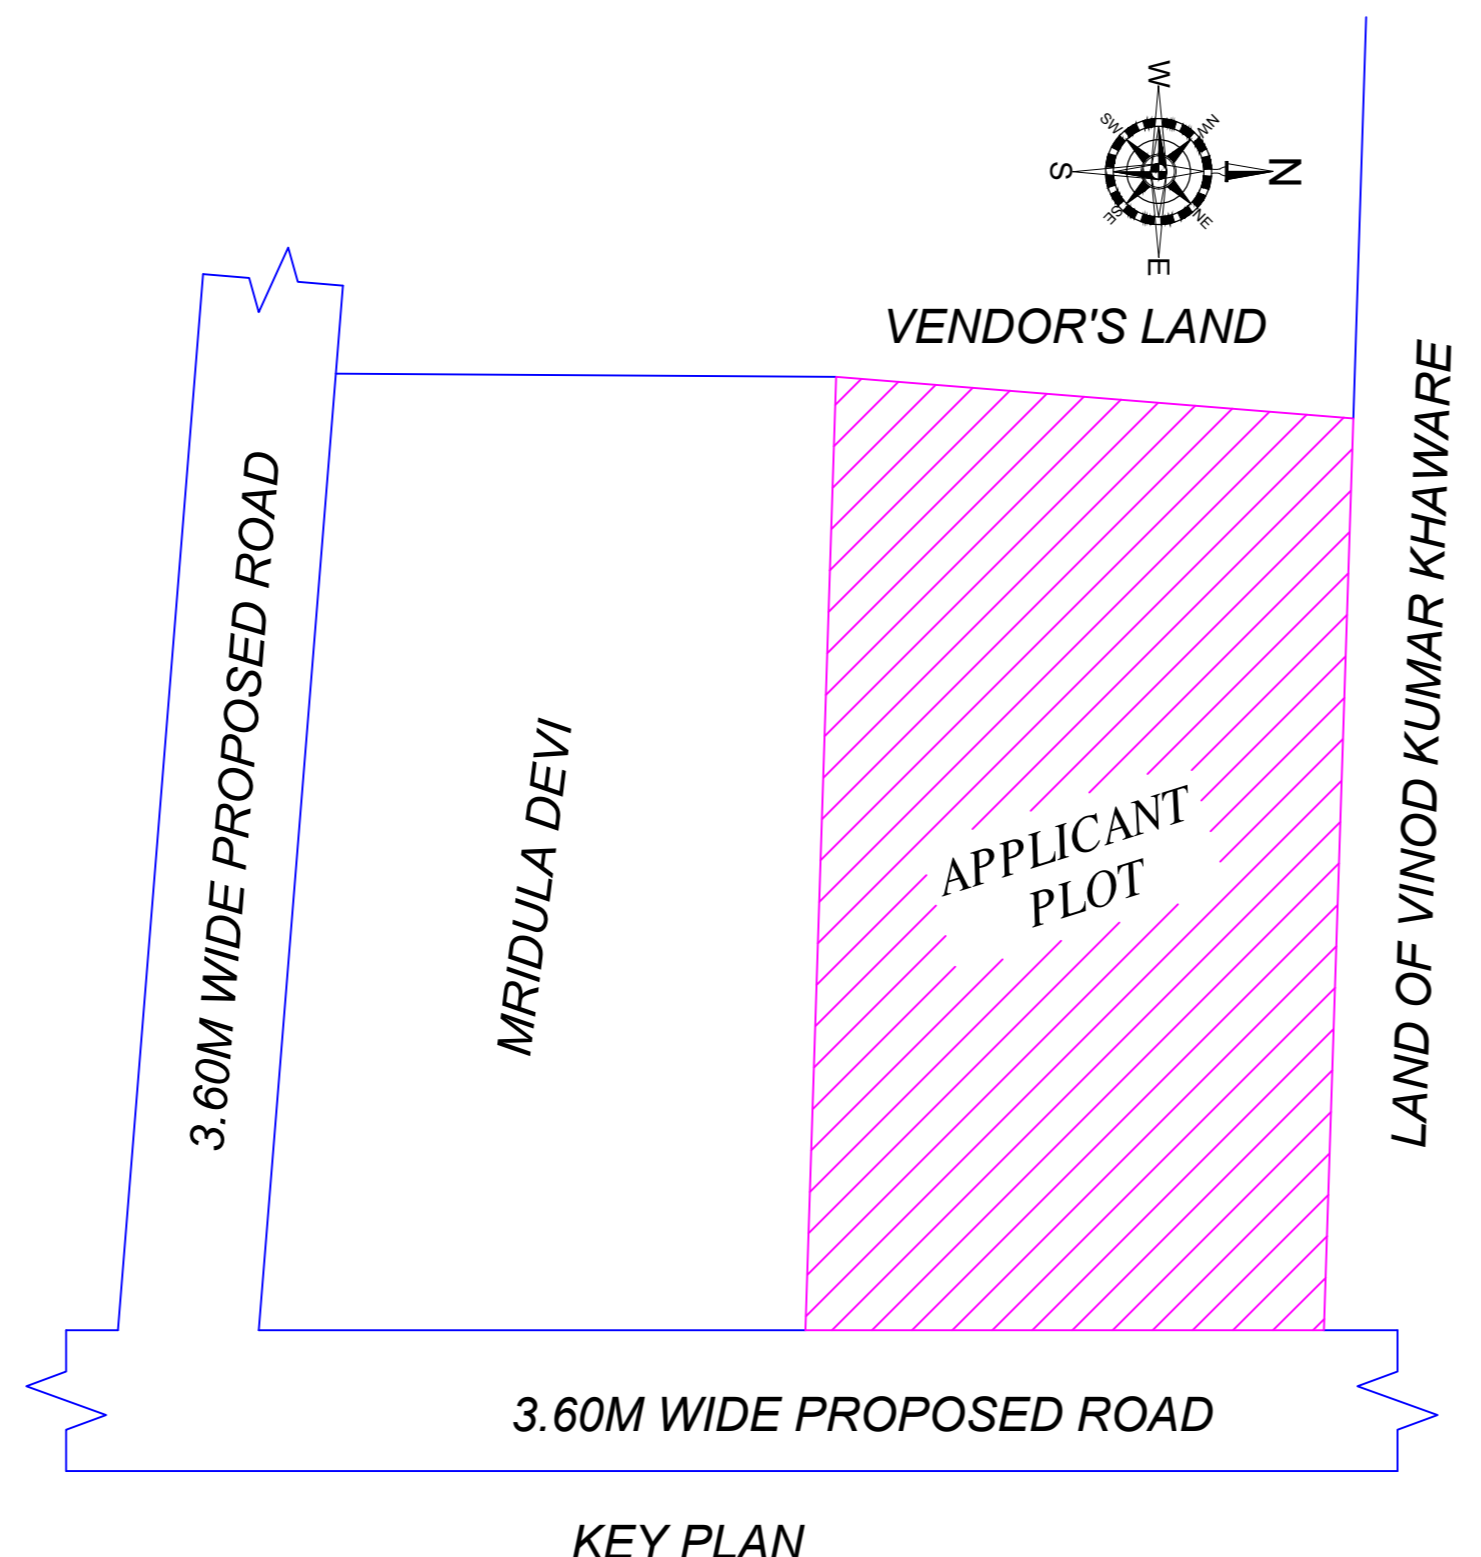 W
SW
NW
S
N
SE
NE
E
VENDOR'S LAND
3.60M WIDE PROPOSED ROAD
MRIDULA DEVI
APPLICANT
PLOT
LAND OF VINOD KUMAR KHAWARE
3.60M WIDE PROPOSED ROAD
KEY PLAN